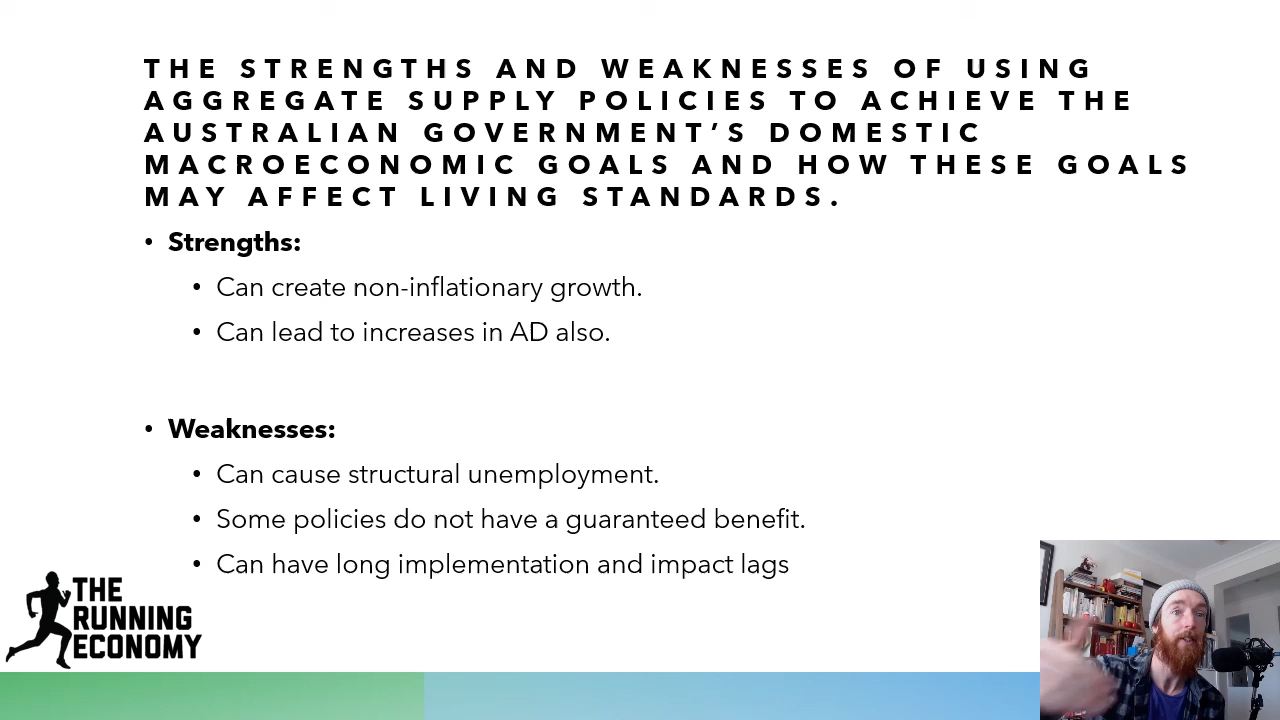 THE STRENGTHS AND WEAKNESSES OF USING
AGGREGATE SUPPLY POLICIES TO ACHIEVE THE
AUSTRALIAN GOVERNMENT’S DOMESTIC
MACROECONOMIC GOALS AND HOW THESE GOALS
MAY AFFECT LIVING STANDARDS.
• Strengths:
• Can create non-inflationary growth.
• Can lead to increases in AD also.
• Weaknesses:
• Can cause structural unemployment.
• Some policies do not have a guaranteed benefit.
• Can have long implementation and impact lags
THE
RUNNING
ECONOMY